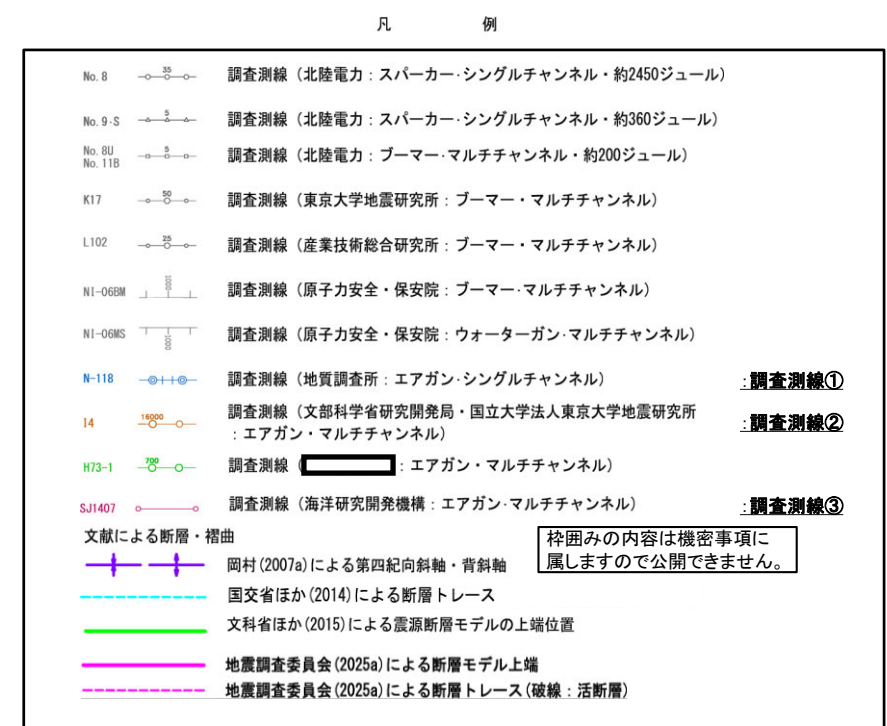 凡 例
No. 8 35 調査測線（北陸電力：スパーカー・シングルチャンネル・約2450ジュール）
No. 9-S 5 調査測線（北陸電力：スパーカー・シングルチャンネル・約360ジュール）
No. 8U
No. 11B 5 調査測線（北陸電力：ブーマー・マルチチャンネル・約200ジュール）
K17 50 調査測線（東京大学地震研究所：ブーマー・マルチチャンネル）
L102 25 調査測線（産業技術総合研究所：ブーマー・マルチチャンネル）
NI-06BM 1000 調査測線（原子力安全・保安院：ブーマー・マルチチャンネル）
NI-06MS 1000 調査測線（原子力安全・保安院：ウォーターガン・マルチチャンネル）
N-118 調査測線（地質調査所：エアガン・シングルチャンネル） :調査測線①
I4 16000 調査測線（文部科学省研究開発局・国立大学法人東京大学地震研究所
：エアガン・マルチチャンネル） :調査測線②
H73-1 700 調査測線（ ：エアガン・マルチチャンネル）
SJ1407 調査測線（海洋研究開発機構：エアガン・マルチチャンネル） :調査測線③
文献による断層・褶曲
枠囲みの内容は機密事項に
属しますので公開できません。
岡村(2007a)による第四紀向斜軸・背斜軸
国交省ほか(2014)による断層トレース
文科省ほか(2015)による震源断層モデルの上端位置
地震調査委員会(2025a)による断層モデル上端
地震調査委員会(2025a)による断層トレース(破線：活断層)